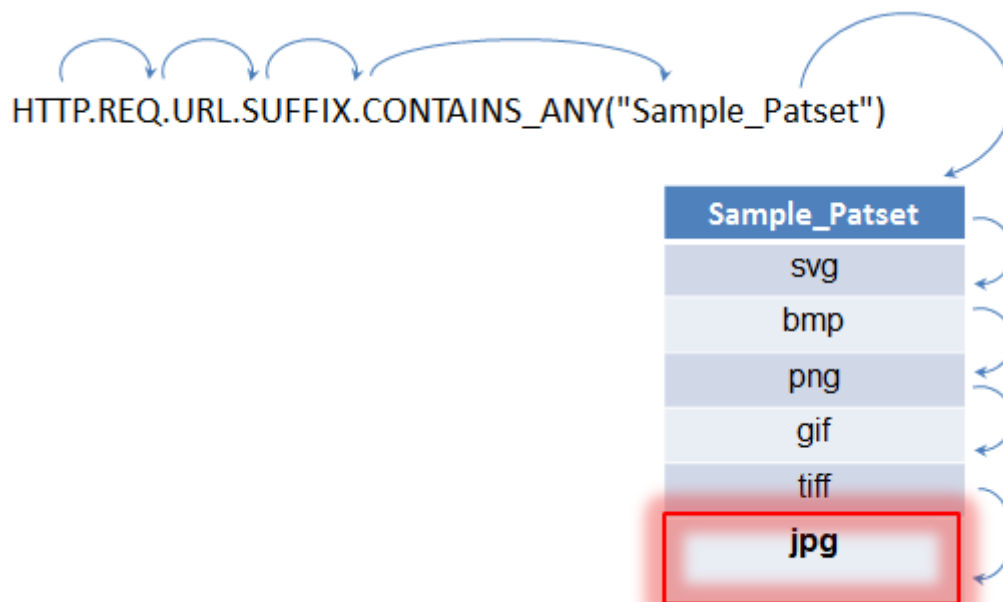 HTTP.REQ.URL.SUFFIX.CONTAINS_ANY("Sample_Patset")
Sample_Patset
svg
bmp
png
gif
tiff
jpg